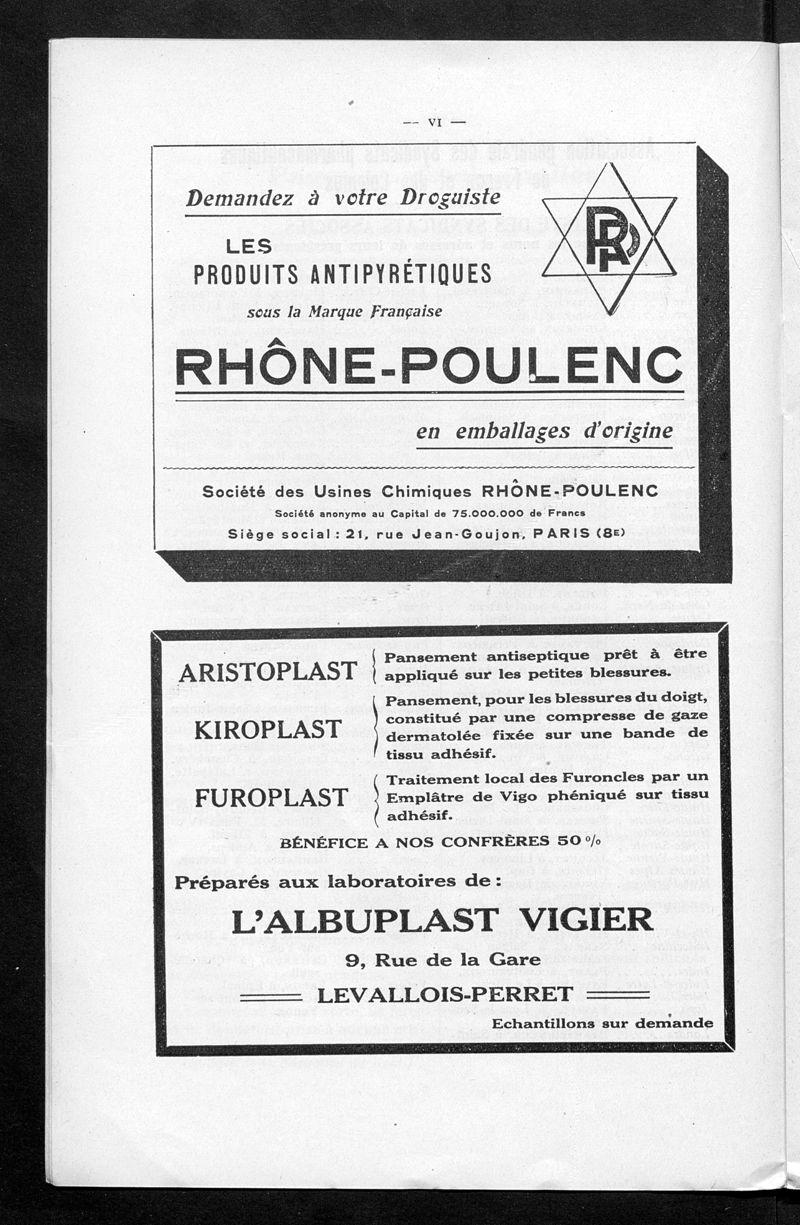 — VI —
Demandez à votre Droguiste
LES
PRODUITS ANTIPYRÉTIQUES
sous la Marque Française
RHÔNE-POULENC
en emballages d'origine
Société des Usines Chimiques RHÔNE-POULENC
Société anonyme au Capital de 75.000.000 de Francs
Siège social : 21, rue Jean-Goujon, PARIS (8E)
ARISTOPLAST
Pansement antiseptique prêt à être
appliqué sur les petites blessures.
KIROPLAST
Pansement, pour les blessures du doigt,
constitué par une compresse de gaze
dermatolée fixée sur une bande de
tissu adhésif.
FUROPLAST
Traitement local des Furoncles par un
Emplâtre de Vigo phéniqué sur tissu
adhésif.
BÉNÉFICE A NOS CONFRÈRES 50 %
Préparés aux laboratoires de :
L'ALBUPLAST VIGIER
9, Rue de la Gare
LEVALLOIS-PERRET
Echantillons sur demande